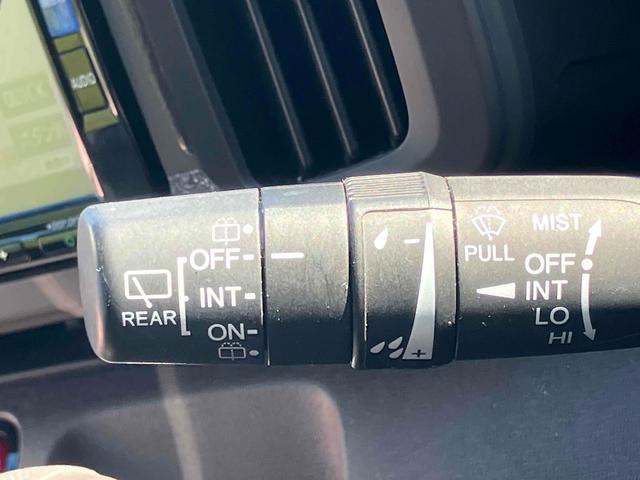 AUDIO
REAR
OFF
INT
ON
-
+
PULL
MIST
OFF
INT
LO
HI